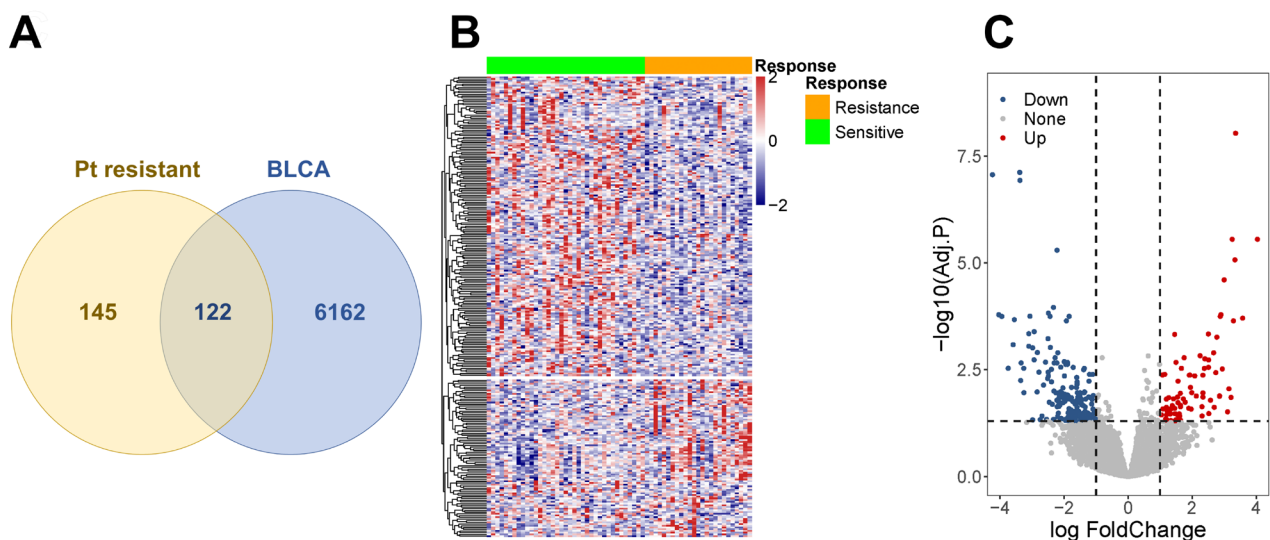 A
Pt resistant
BLCA
145
122
6162
B
Response
2
0
−2
Response
Resistance
Sensitive
C
Down
None
Up
−log10(Adj.P)
7.5
5.0
2.5
0.0
−4
−2
0
2
4
log FoldChange